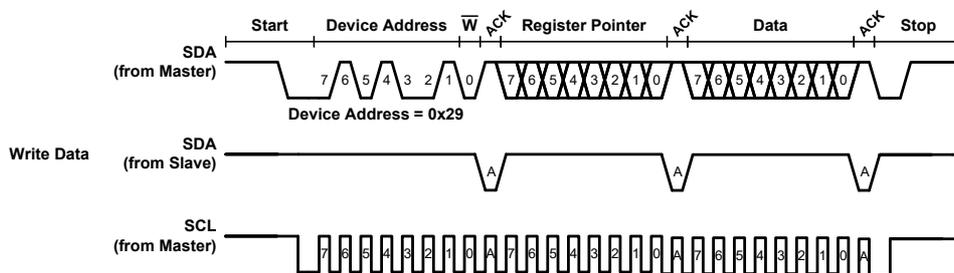 Start Device Address W ACK Register Pointer ACK Data ACK Stop
SDA
(from Master)
7 6 5 4 3 2 1 0 7 6 5 4 3 2 1 0 7 6 5 4 3 2 1 0
Device Address = 0x29
Write Data
SDA
(from Slave)
A A A
SCL
(from Master)
7 6 5 4 3 2 1 0 A 7 6 5 4 3 2 1 0 A 7 6 5 4 3 2 1 0 A